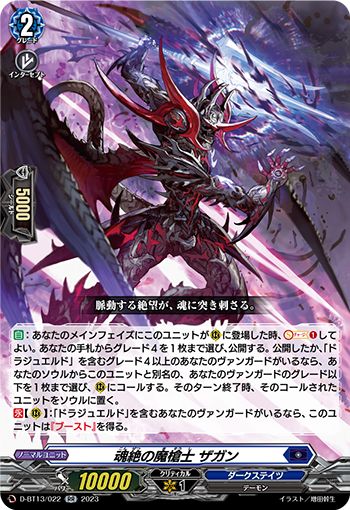 2
グレード
インターセプト
5000
シールド
脈動する絶望が、魂に突き刺さる。
自：あなたのメインフェイズにこのユニットがRに登場した時、【1】して
よい。あなたの手札からグレード４を１枚まで選び、公開する。公開したか、「ド
ラジュエルド」を含むグレード４以上のあなたのヴァンガードがいるなら、あ
なたのソウルからこのユニットと別名の、あなたのヴァンガードのグレード以
下を１枚まで選び、Rにコールする。そのターン終了時、そのコールされた
ユニットをソウルに置く。
永【R】：「ドラジュエルド」を含むあなたのヴァンガードがいるなら、このユ
ニットは『ブースト』を得る。
ノーマルユニット
魂絶の魔槍士 ザガン
パワー
10000
クリティカル
1
ダークステイツ
デーモン
D-BT13/022 RR 2023
イラスト／増田幹生